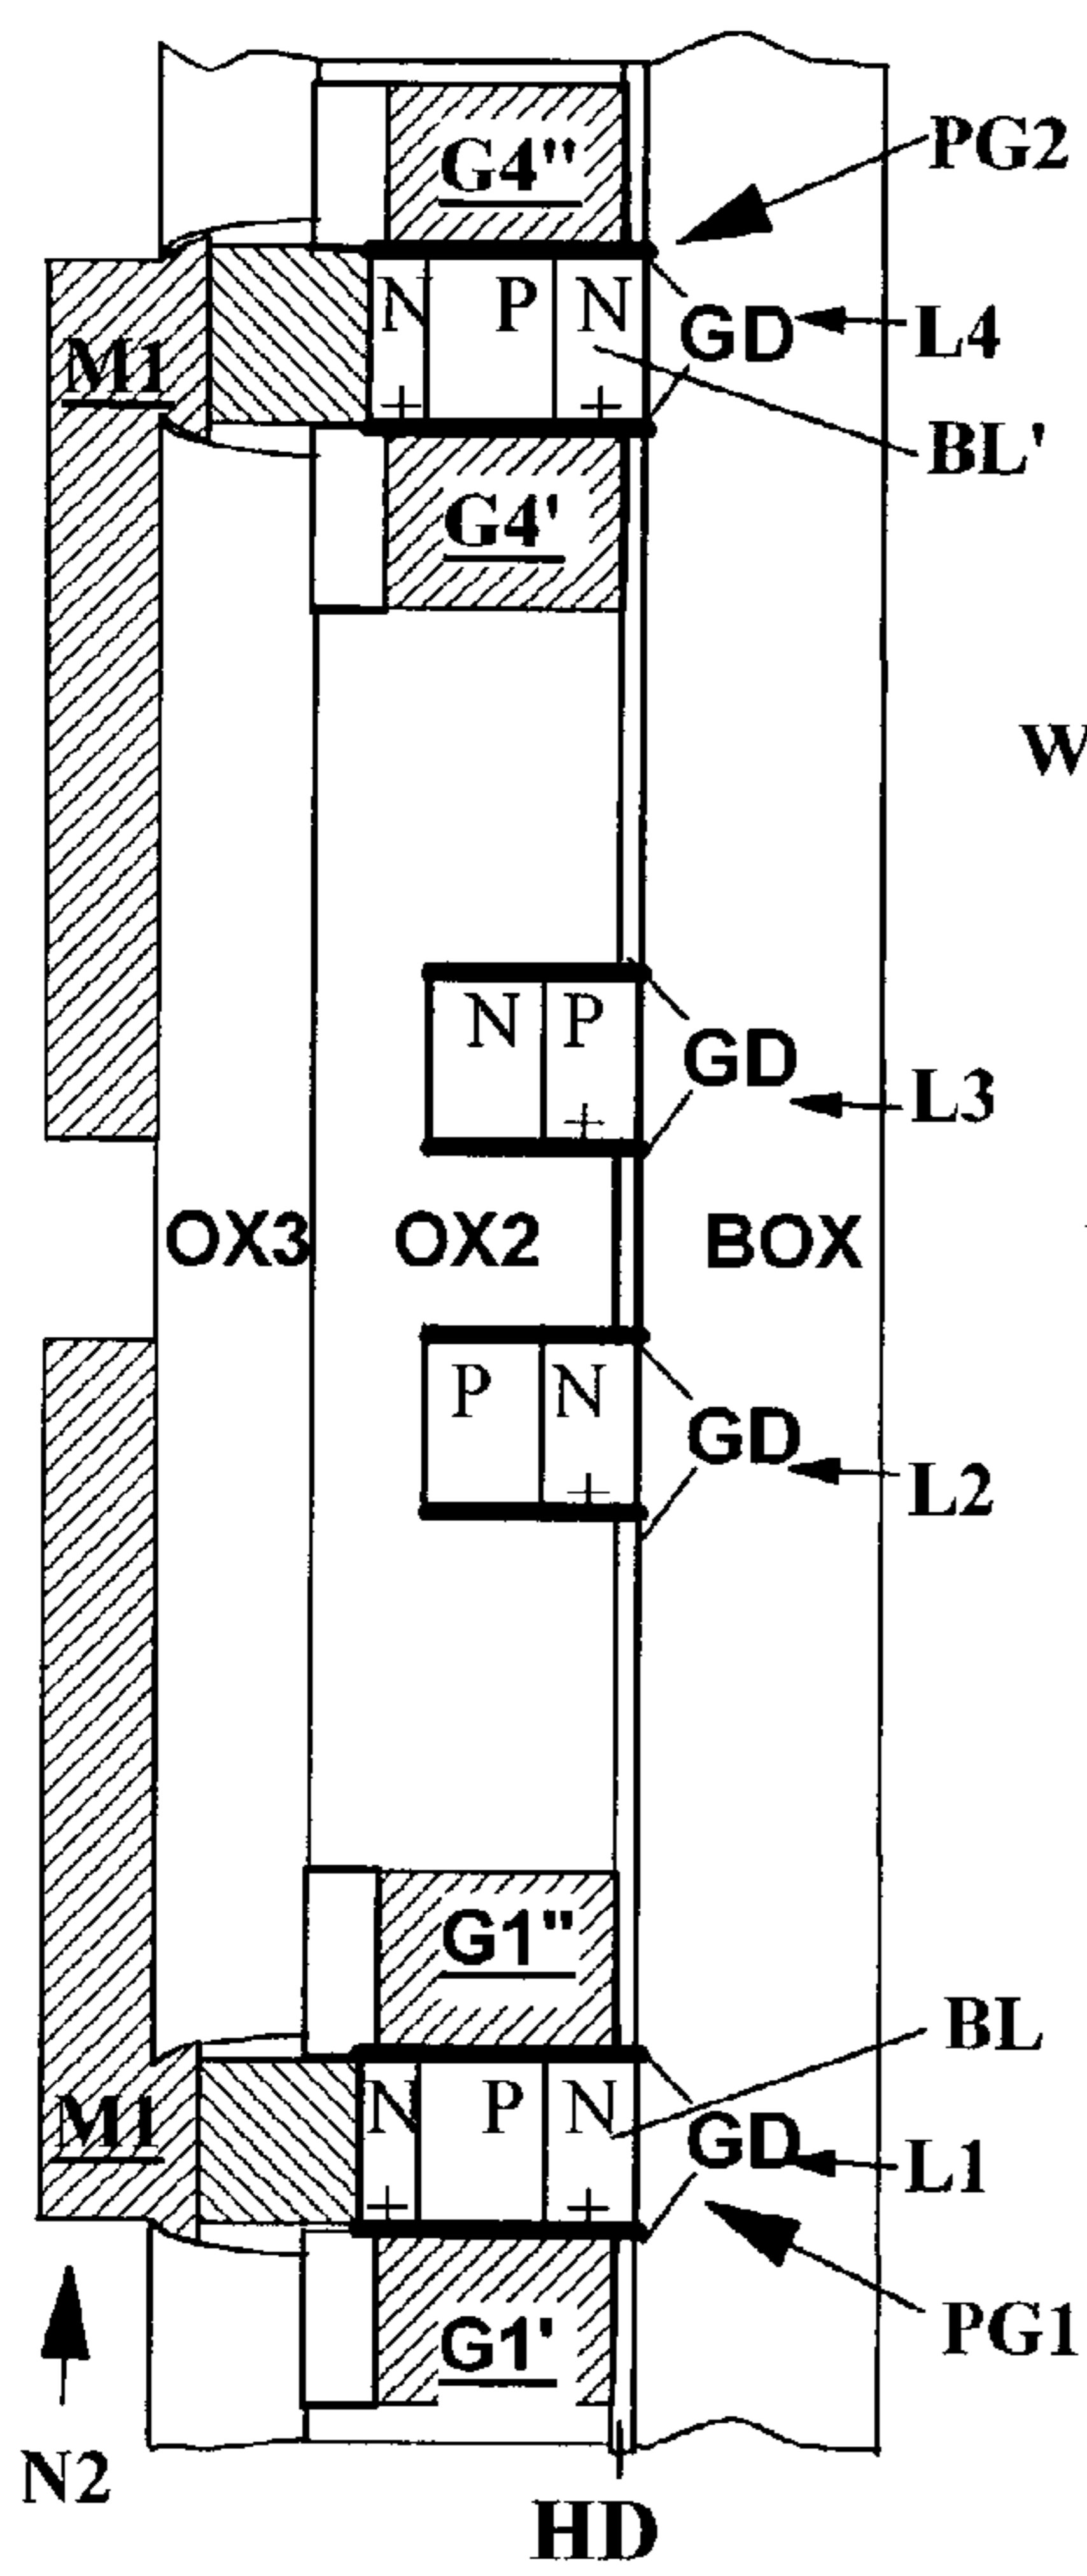 G4"
PG2
N P N
GD
L4
M1
+ +
BL'
G4'
W
N P
GD
L3
+
OX3 OX2 BOX
P N
GD
L2
+
G1"
BL
M1
N P N
GD
L1
+ +
PG1
G1'
N2
HD